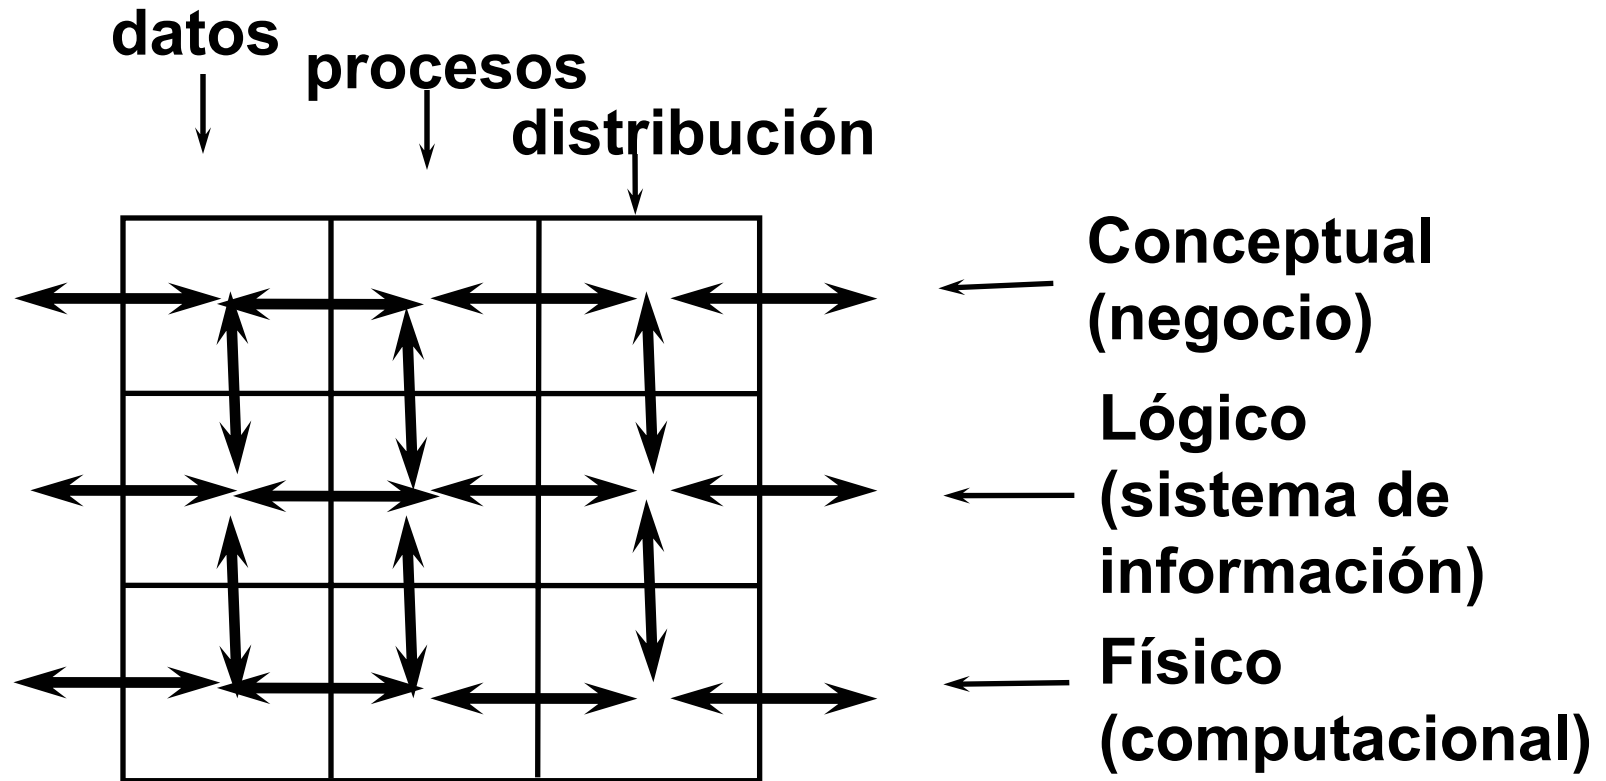 datos
procesos
distribución
Conceptual
(negocio)
Lógico
(sistema de
información)
Físico
(computacional)